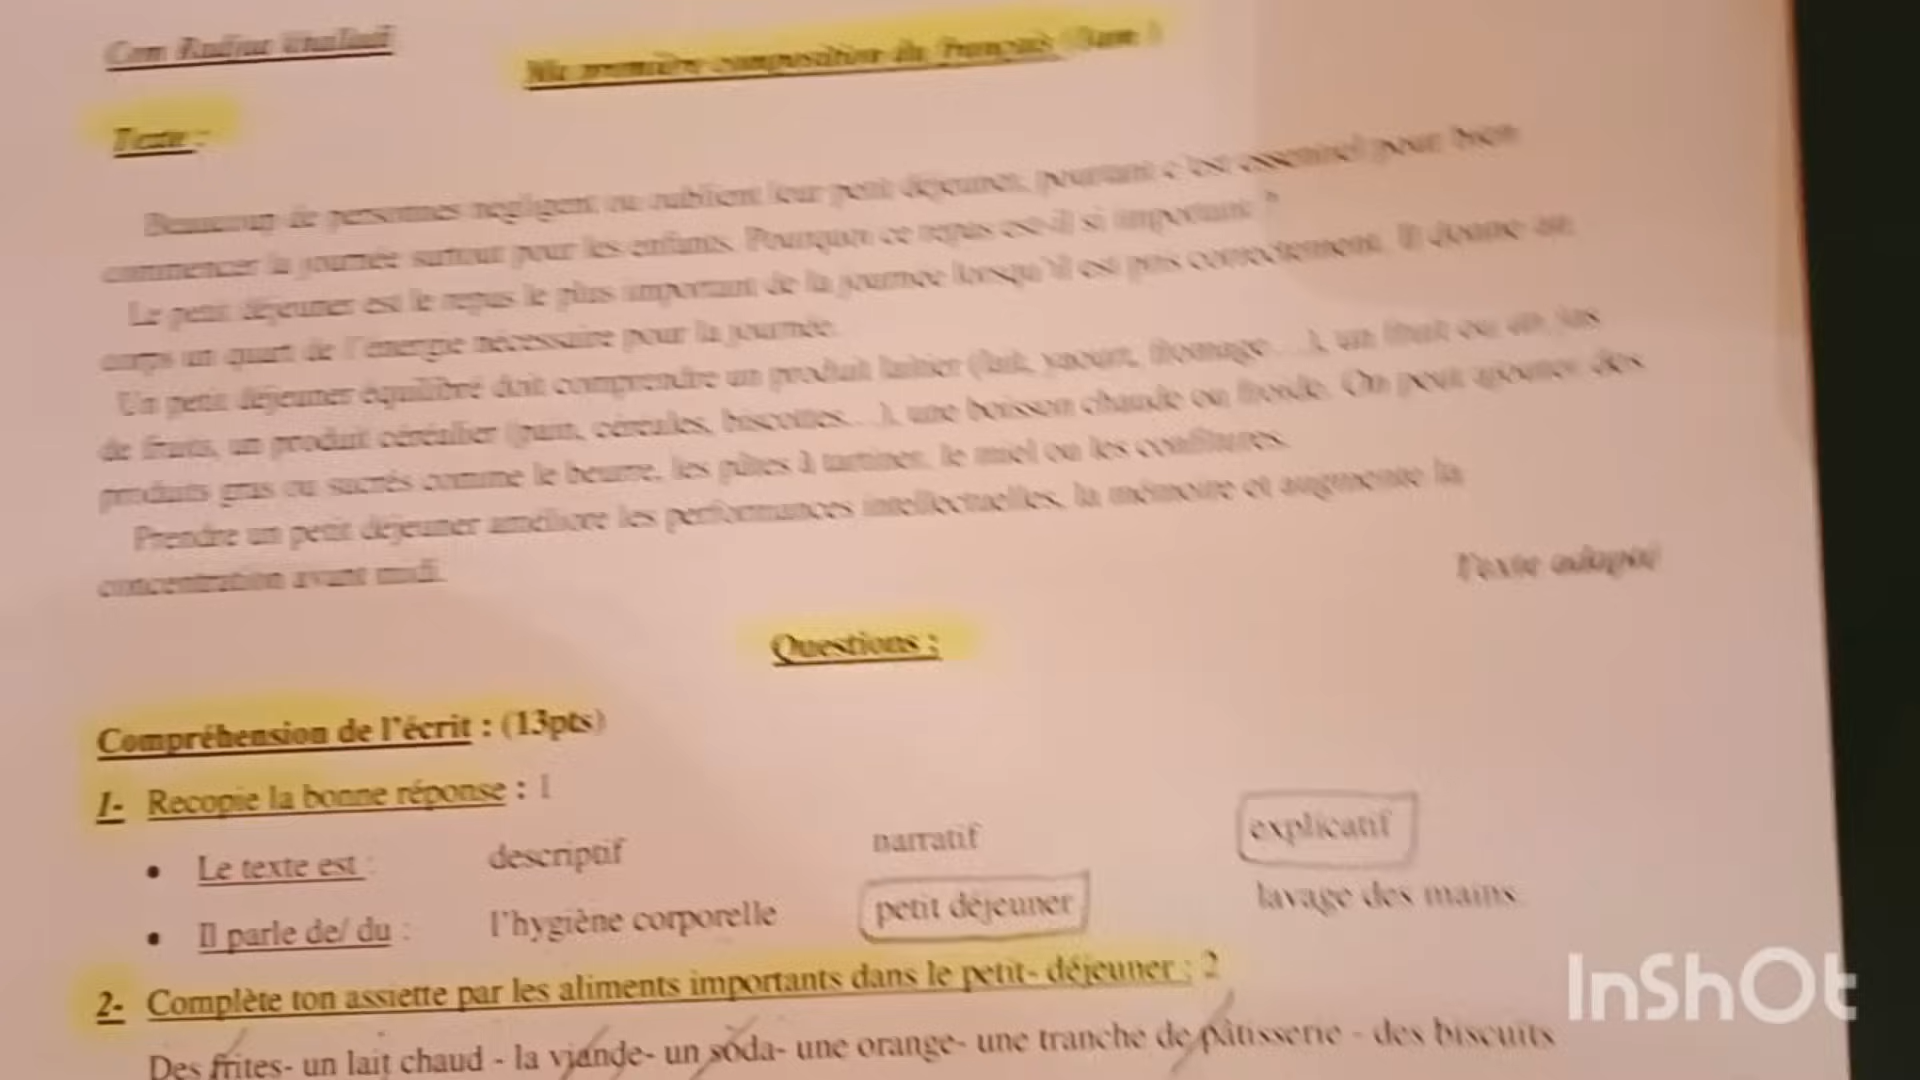 Ma première composition du français (3am )
Texte :
Beaucoup de personnes négligent ou oublient leur petit déjeuner, pourtant c'est essentiel pour bien
commencer la journée surtout pour les enfants. Pourquoi ce repas est-il si important ?
Le petit déjeuner est le repas le plus important de la journée lorsqu'il est pris correctement. Il donne au
corps un quart de l'énergie nécessaire pour la journée.
Un petit déjeuner équilibré doit comprendre un produit laitier (lait, yaourt, fromage…), un fruit ou un jus
de fruits, un produit céréalier (pain, céréales, biscottes…), une boisson chaude ou froide. On peut ajouter des
produits gras ou sucrés comme le beurre, les pâtes à tartiner, le miel ou les confitures.
Prendre un petit déjeuner améliore les performances intellectuelles, la mémoire et augmente la
concentration avant midi.
Texte adapté
Questions :
Compréhension de l'écrit : (13pts)
1- Recopie la bonne réponse : 1
• Le texte est : descriptif narratif explicatif
• Il parle de/ du : l'hygiène corporelle petit déjeuner lavage des mains
2- Complète ton assiette par les aliments importants dans le petit- déjeuner : 2
Des frites- un lait chaud - la viande- un soda- une orange- une tranche de pâtisserie - des biscuits
InShOt